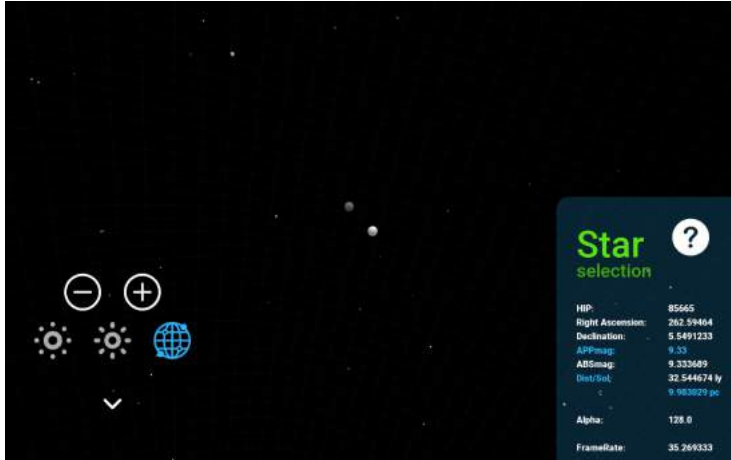 Star
?
selection
HIP: 85665
Right Ascension: 262.59464
Declination: 5.5491233
APPmag: 9.33
ABSmag: 9.333689
Dist/Sol: 32.544674 ly
9.983029 pc
Alpha: 128.0
FrameRate: 35.269333